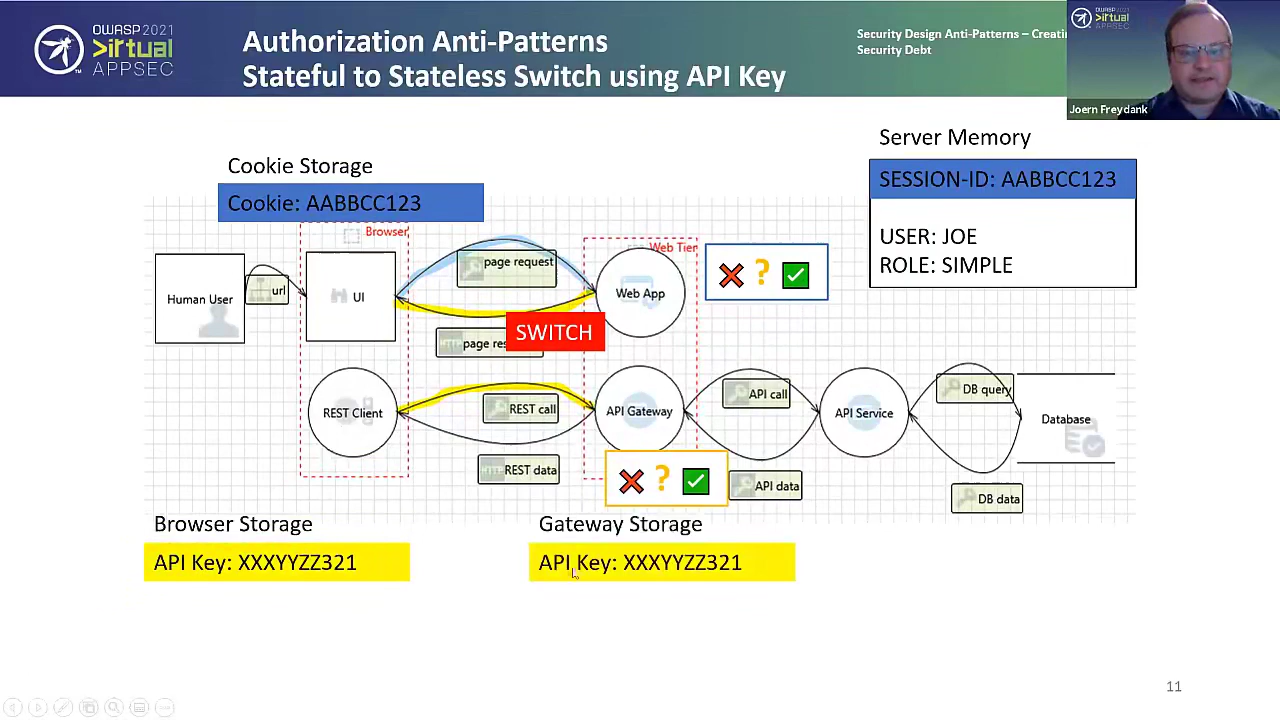 OWASP 2021
Virtual
APPSEC
Authorization Anti-Patterns
Stateful to Stateless Switch using API Key
Security Design Anti-Patterns – Creatin
Security Debt
Virtual
Joern Freydank
Server Memory
SESSION-ID: AABBCC123
USER: JOE
ROLE: SIMPLE
Cookie Storage
Cookie: AABBCC123
Browser
Web Tier
page request
Human User
url
UI
Web App
?
SWITCH
page res
HTTP
REST Client
REST call
API Gateway
API call
API Service
DB query
Database
HTTP
REST data
?
API data
DB data
Browser Storage
API Key: XXXYYZZ321
Gateway Storage
API Key: XXXYYZZ321
11